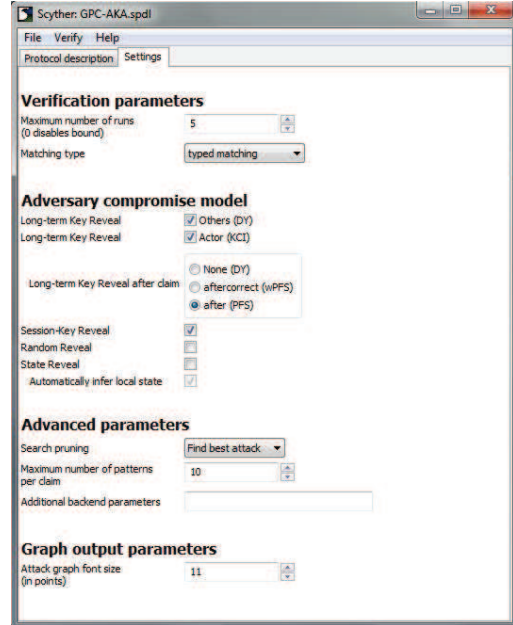 Scyther: GPC-AKA.spdl
File Verify Help
Protocol description Settings
Verification parameters
Maximum number of runs
(0 disables bound)
5
Matching type
typed matching
Adversary compromise model
Long-term Key Reveal
Others (DY)
Long-term Key Reveal
Actor (KCI)
Long-term Key Reveal after claim
None (DY)
aftercorrect (wPFS)
after (PFS)
Session-Key Reveal
Random Reveal
State Reveal
Automatically infer local state
Advanced parameters
Search pruning
Find best attack
Maximum number of patterns
per claim
10
Additional backend parameters
Graph output parameters
Attack graph font size
(in points)
11